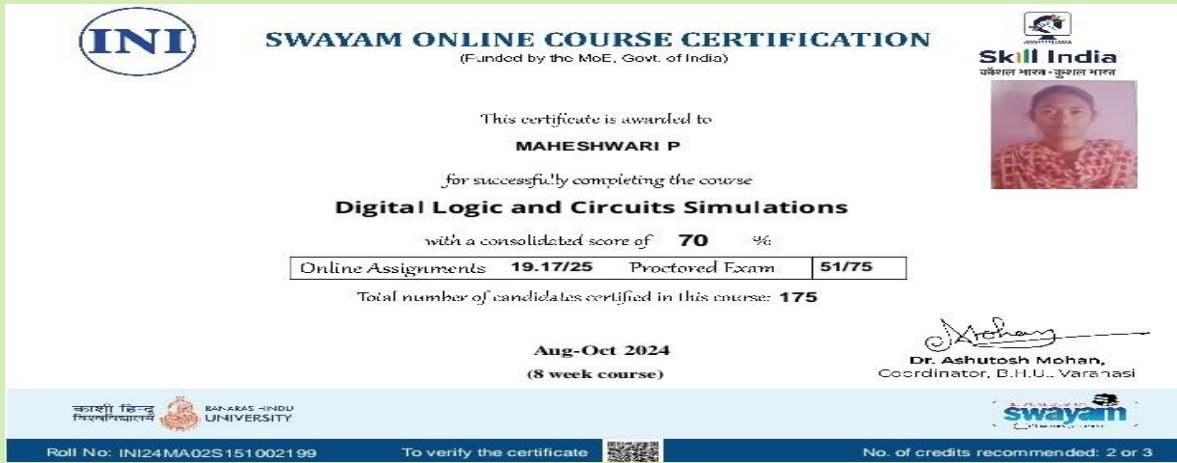 INI
SWAYAM ONLINE COURSE CERTIFICATION
(Funded by the MoE, Govt. of India)
Skill India
कौशल भारत - कुशल भारत
This certificate is awarded to
MAHESHWARI P
for successfully completing the course
Digital Logic and Circuits Simulations
with a consolidated score of 70 %
Online Assignments 19.17/25 Proctored Exam 51/75
Total number of candidates certified in this course: 175
Aug-Oct 2024
(8 week course)
Dr. Ashutosh Mohan,
Coordinator, B.H.U., Varanasi
काशी हिन्दू
विश्वविद्यालय
BANARAS HINDU
UNIVERSITY
swayam
Roll No: INI24MA02S151002199 To verify the certificate No. of credits recommended: 2 or 3